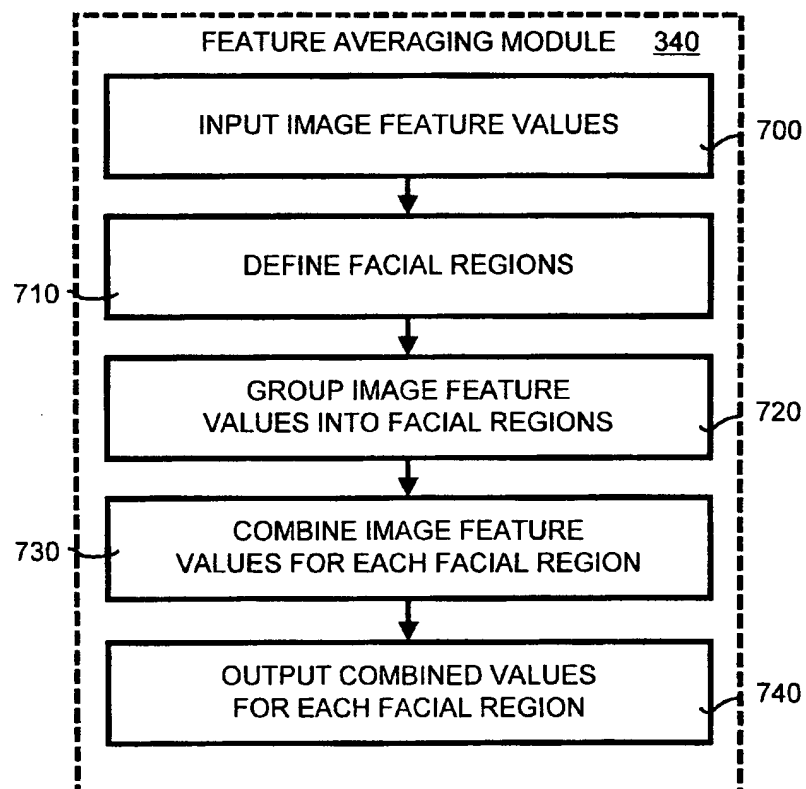 FEATURE AVERAGING MODULE 340
INPUT IMAGE FEATURE VALUES
700
DEFINE FACIAL REGIONS
710
GROUP IMAGE FEATURE
VALUES INTO FACIAL REGIONS
720
COMBINE IMAGE FEATURE
VALUES FOR EACH FACIAL REGION
730
OUTPUT COMBINED VALUES
FOR EACH FACIAL REGION
740